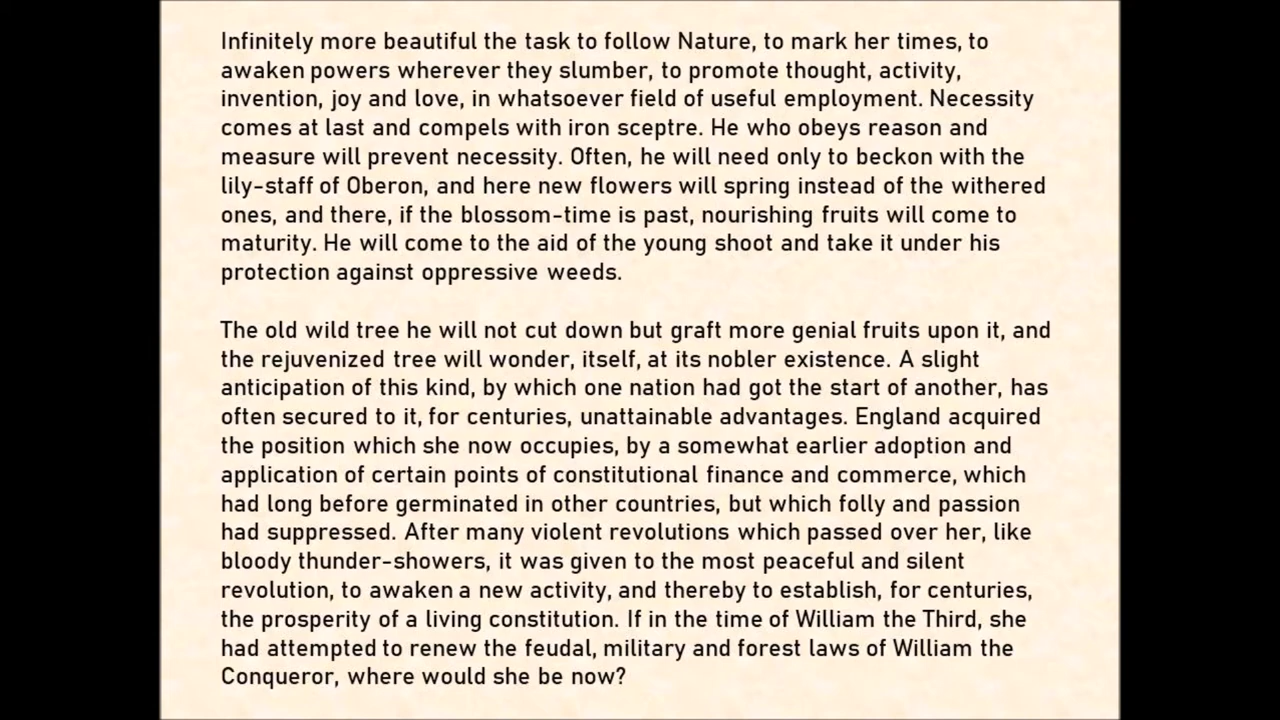 Infinitely more beautiful the task to follow Nature, to mark her times, to
awaken powers wherever they slumber, to promote thought, activity,
invention, joy and love, in whatsoever field of useful employment. Necessity
comes at last and compels with iron sceptre. He who obeys reason and
measure will prevent necessity. Often, he will need only to beckon with the
lily-staff of Oberon, and here new flowers will spring instead of the withered
ones, and there, if the blossom-time is past, nourishing fruits will come to
maturity. He will come to the aid of the young shoot and take it under his
protection against oppressive weeds.

The old wild tree he will not cut down but graft more genial fruits upon it, and
the rejuvenized tree will wonder, itself, at its nobler existence. A slight
anticipation of this kind, by which one nation had got the start of another, has
often secured to it, for centuries, unattainable advantages. England acquired
the position which she now occupies, by a somewhat earlier adoption and
application of certain points of constitutional finance and commerce, which
had long before germinated in other countries, but which folly and passion
had suppressed. After many violent revolutions which passed over her, like
bloody thunder-showers, it was given to the most peaceful and silent
revolution, to awaken a new activity, and thereby to establish, for centuries,
the prosperity of a living constitution. If in the time of William the Third, she
had attempted to renew the feudal, military and forest laws of William the
Conqueror, where would she be now?